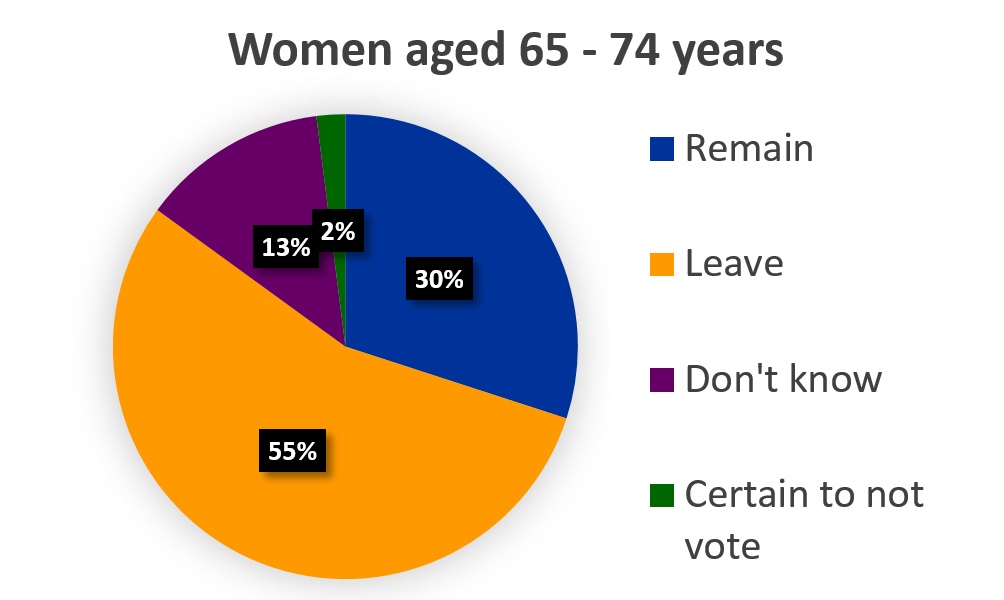 Women aged 65 - 74 years
Remain
2%
13%
30%
Leave
Don't know
55%
Certain to not
vote